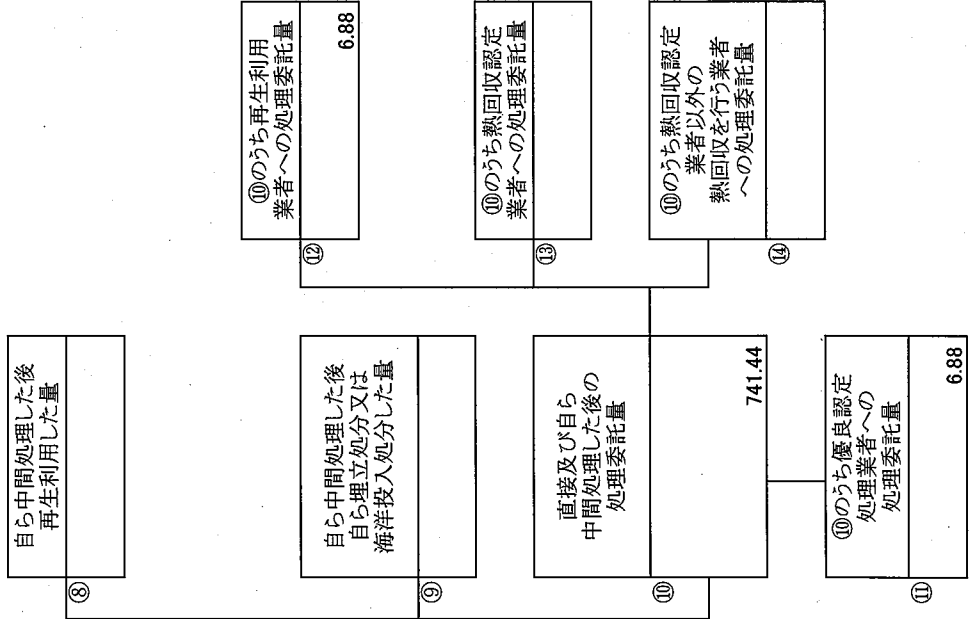 ⑧
自ら中間処理した後
再生利用した量
⑨
自ら中間処理した後
自ら埋立処分又は
海洋投入処分した量
⑩
直接及び自ら
中間処理した後の
処理委託量
741.44
⑪
⑩のうち優良認定
処理業者への
処理委託量
6.88
⑫
⑩のうち再生利用
業者への処理委託量
6.88
⑬
⑩のうち熱回収認定
業者への処理委託量
⑭
⑩のうち熱回収認定
業者以外の
熱回収を行う業者
への処理委託量